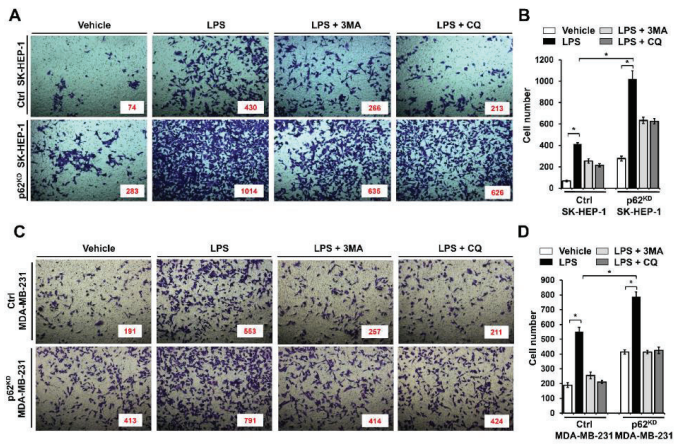 A
Vehicle LPS LPS + 3MA LPS + CQ
Ctrl SK-HEP-1
74 430 266 213
p62KD SK-HEP-1
283 1014 635 626
B
Vehicle LPS + 3MA
LPS LPS + CQ
Cell number
1200
1000
800
600
400
200
0
* * *
Ctrl p62KD
SK-HEP-1 SK-HEP-1
C
Vehicle LPS LPS + 3MA LPS + CQ
Ctrl
MDA-MB-231
191 553 257 211
p62KD
MDA-MB-231
413 791 414 424
D
Vehicle LPS + 3MA
LPS LPS + CQ
Cell number
900
800
700
600
500
400
300
200
100
0
* * *
Ctrl p62KD
MDA-MB-231 MDA-MB-231